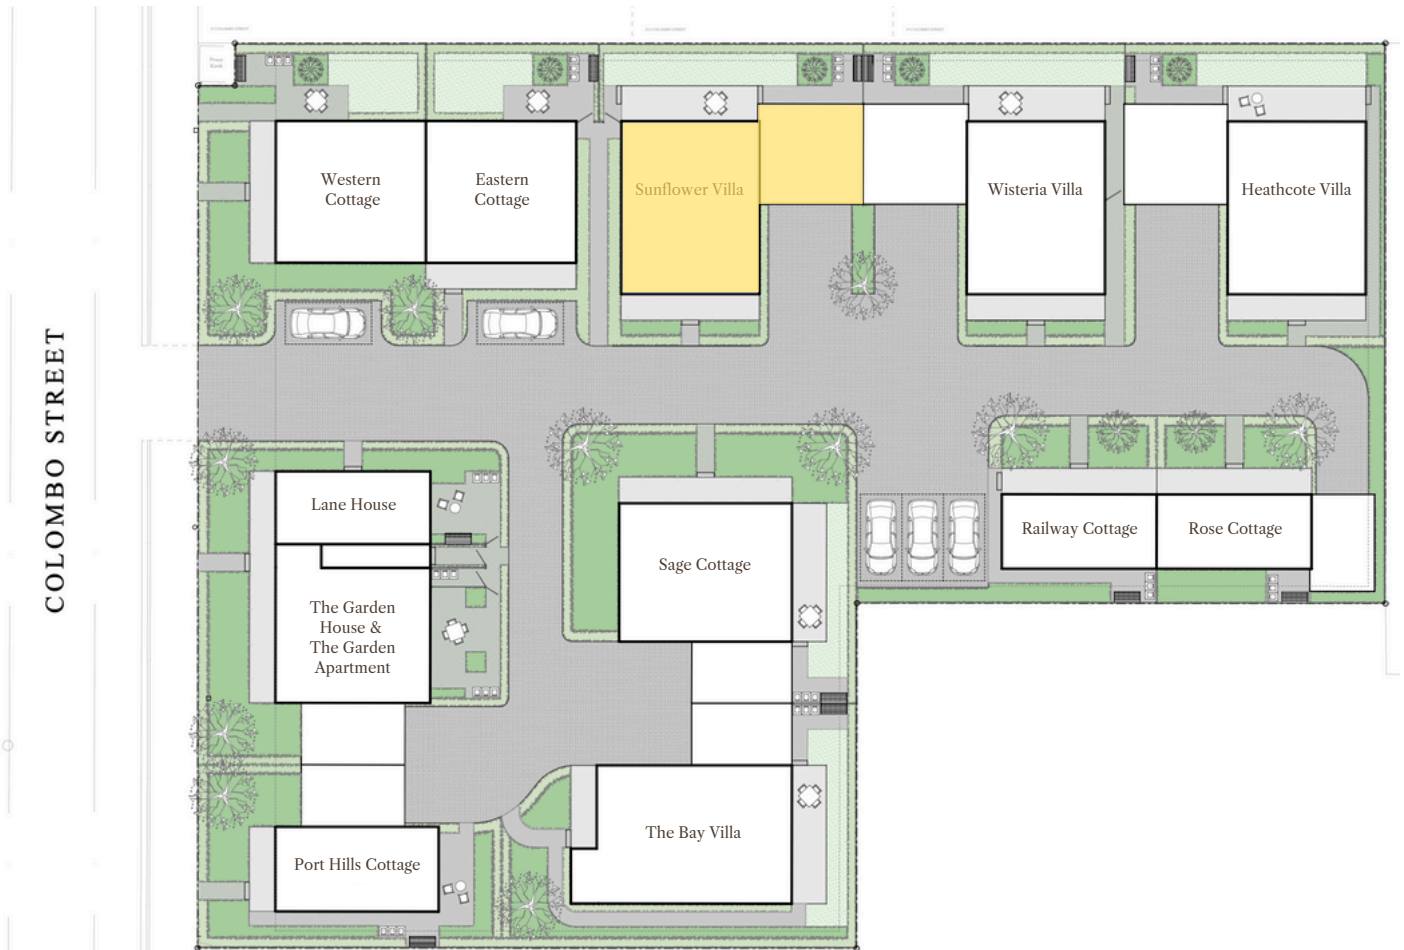 Western
Cottage
Eastern
Cottage
Sunflower Villa
Wisteria Villa
Heathcote Villa
COLOMBO STREET
Lane House
The Garden
House &
The Garden
Apartment
Port Hills Cottage
Sage Cottage
The Bay Villa
Railway Cottage
Rose Cottage